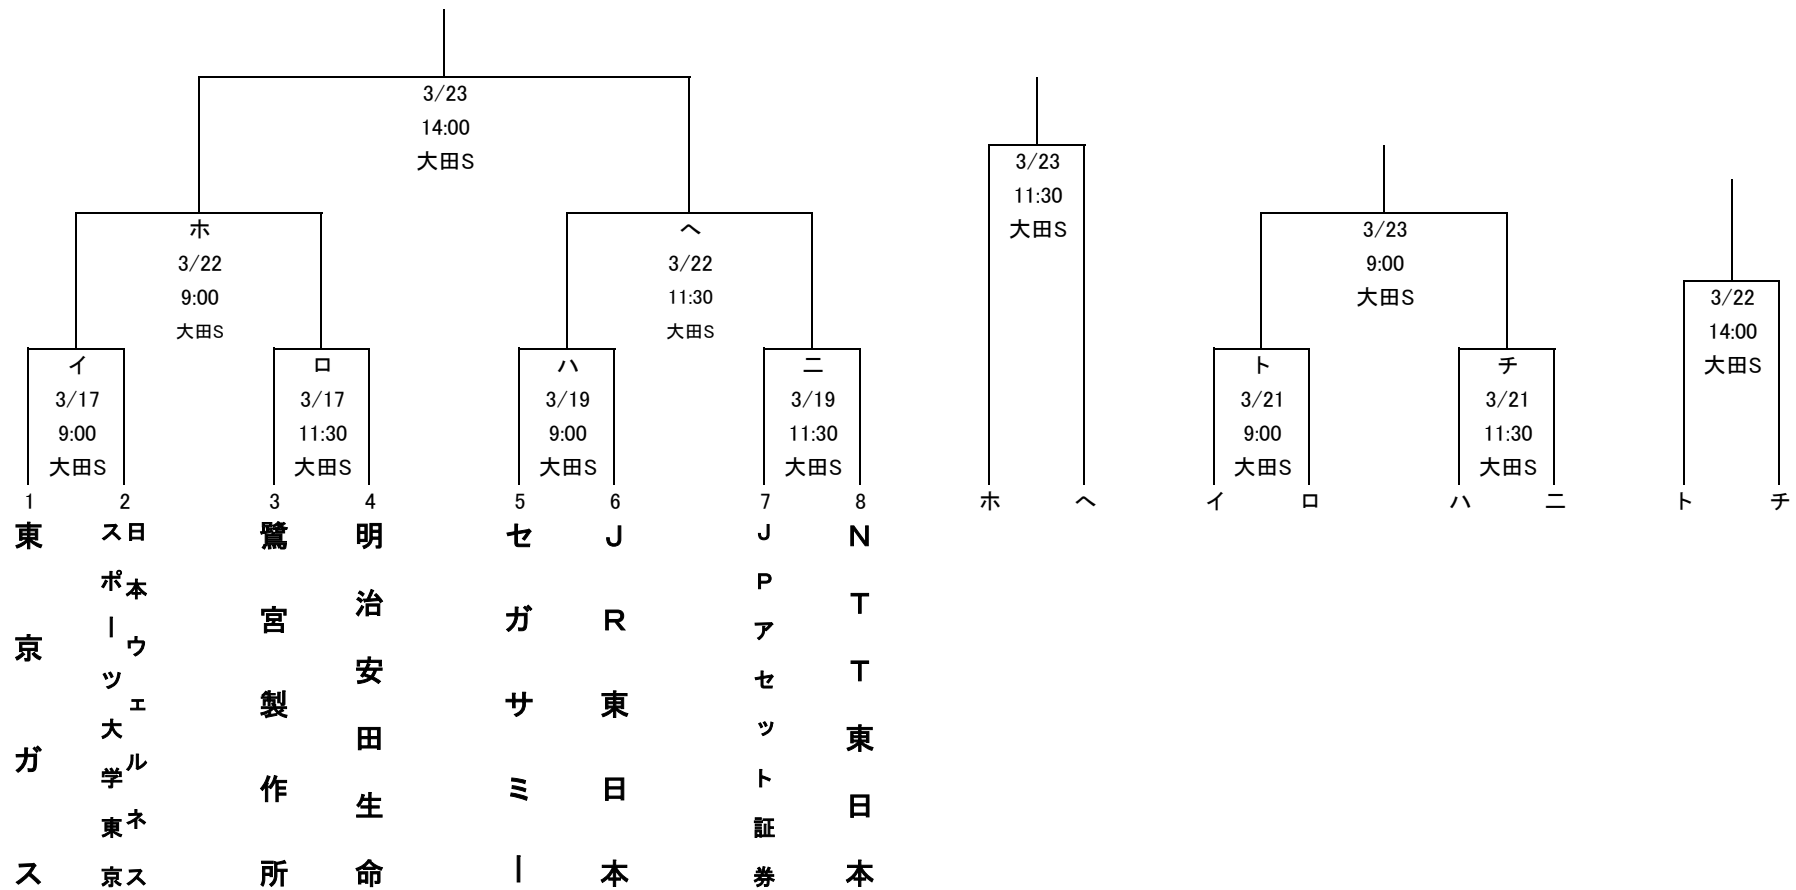 3/23
14:00
大田S
ホ
3/22
9:00
大田S
ヘ
3/22
11:30
大田S
イ
3/17
9:00
大田S
ロ
3/17
11:30
大田S
ハ
3/19
9:00
大田S
ニ
3/19
11:30
大田S
1
東京ガス
2
日本ウェルネス
スポーツ大学東京
3
鷺宮製作所
4
明治安田生命
5
セガサミー
6
JR東日本
7
JPアセット証券
8
NTT東日本
3/23
11:30
大田S
ホ
ヘ
3/23
9:00
大田S
ト
3/21
9:00
大田S
チ
3/21
11:30
大田S
イ
ロ
ハ
ニ
3/22
14:00
大田S
ト
チ